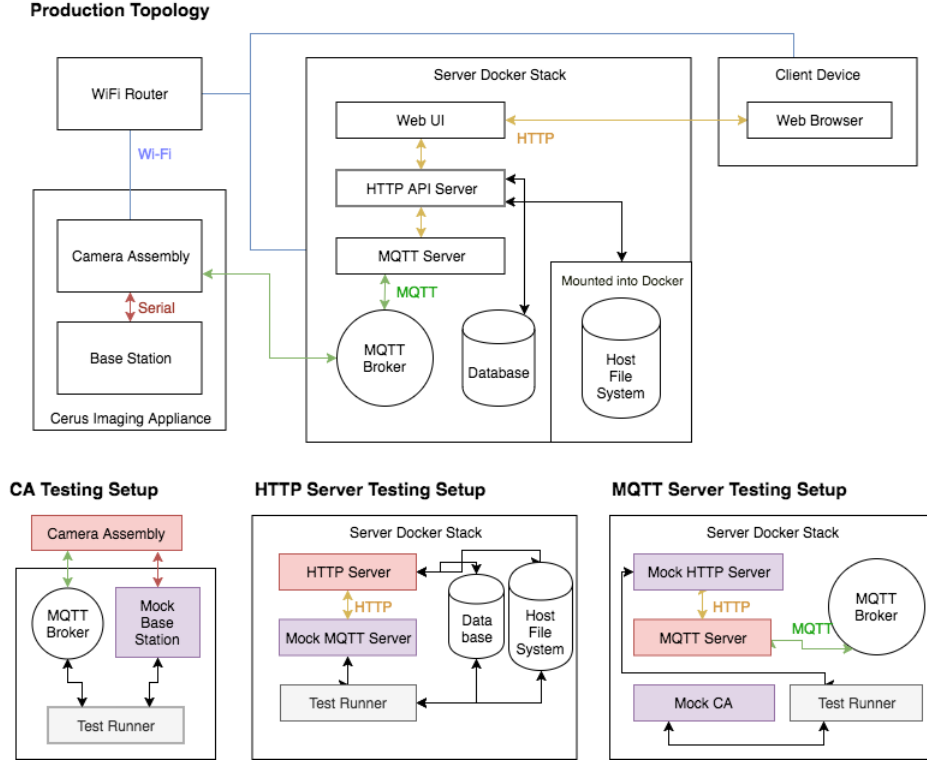 Production Topology
WiFi Router
Server Docker Stack
Client Device
Web UI
Web Browser
HTTP
Wi-Fi
HTTP API Server
Camera Assembly
MQTT Server
Mounted into Docker
MQTT
Serial
Base Station
MQTT
Broker
Database
Host
File
System
Cerus Imaging Appliance
CA Testing Setup
Camera Assembly
MQTT
Broker
Mock
Base
Station
Test Runner
HTTP Server Testing Setup
Server Docker Stack
HTTP Server
HTTP
Mock MQTT Server
Data
base
Host
File
System
Test Runner
MQTT Server Testing Setup
Server Docker Stack
Mock HTTP Server
MQTT
Broker
HTTP
MQTT Server
MQTT
Mock CA
Test Runner